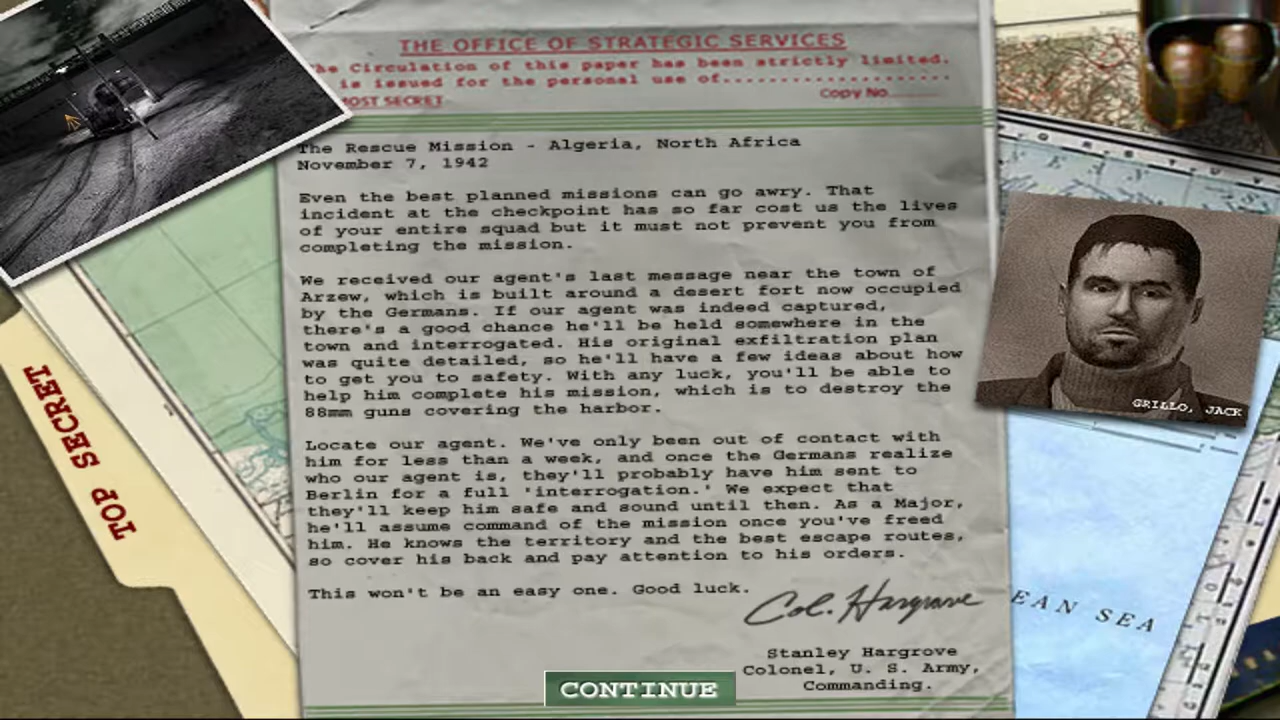 THE OFFICE OF STRATEGIC SERVICES
The Circulation of this paper has been strictly limited.
is issued for the personal use of......................
MOST SECRET
Copy No.........
The Rescue Mission - Algeria, North Africa
November 7, 1942
Even the best planned missions can go awry. That
incident at the checkpoint has so far cost us the lives
of your entire squad but it must not prevent you from
completing the mission.
We received our agent's last message near the town of
Arzew, which is built around a desert fort now occupied
by the Germans. If our agent was indeed captured,
there's a good chance he'll be held somewhere in the
town and interrogated. His original exfiltration plan
was quite detailed, so he'll have a few ideas about how
to get you to safety. With any luck, you'll be able to
help him complete his mission, which is to destroy the
88mm guns covering the harbor.
Locate our agent. We've only been out of contact with
him for less than a week, and once the Germans realize
who our agent is, they'll probably have him sent to
Berlin for a full 'interrogation.' We expect that
they'll keep him safe and sound until then. As a Major,
he'll assume command of the mission once you've freed
him. He knows the territory and the best escape routes,
so cover his back and pay attention to his orders.
This won't be an easy one. Good luck.
Col. Hargrave
Stanley Hargrove
Colonel, U. S. Army,
Commanding.
CONTINUE
TOP SECRET
GRILLO, JACK
EAN SEA